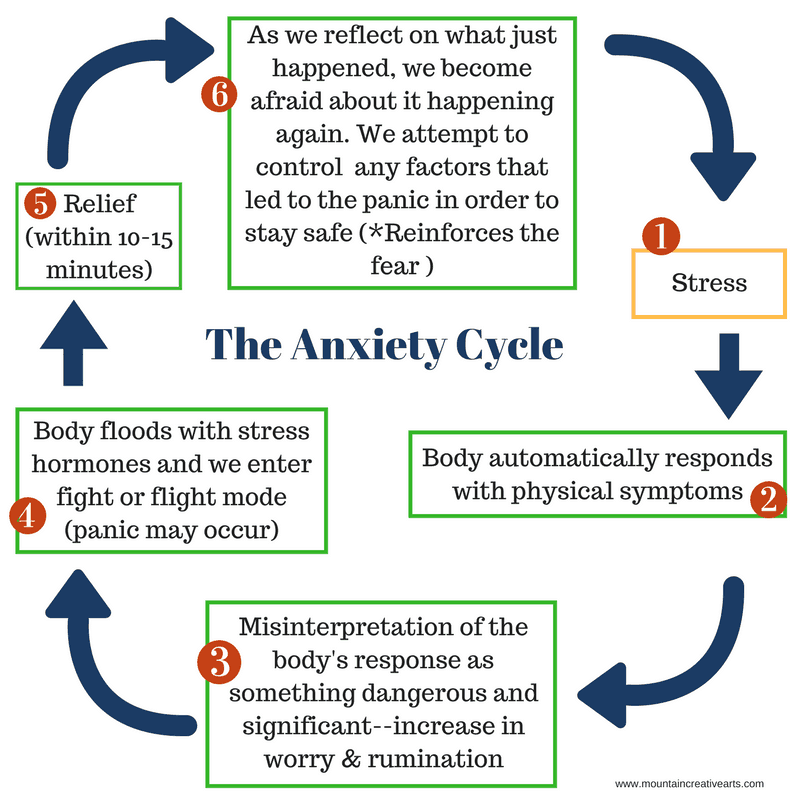 The Anxiety Cycle
1
Stress
Body automatically responds
with physical symptoms
2
3
Misinterpretation of the
body's response as
something dangerous and
significant--increase in
worry & rumination
Body floods with stress
hormones and we enter
fight or flight mode
(panic may occur)
4
5
Relief
(within 10-15
minutes)
6
As we reflect on what just
happened, we become
afraid about it happening
again. We attempt to
control any factors that
led to the panic in order to
stay safe (*Reinforces the
fear )
www.mountaincreativearts.com